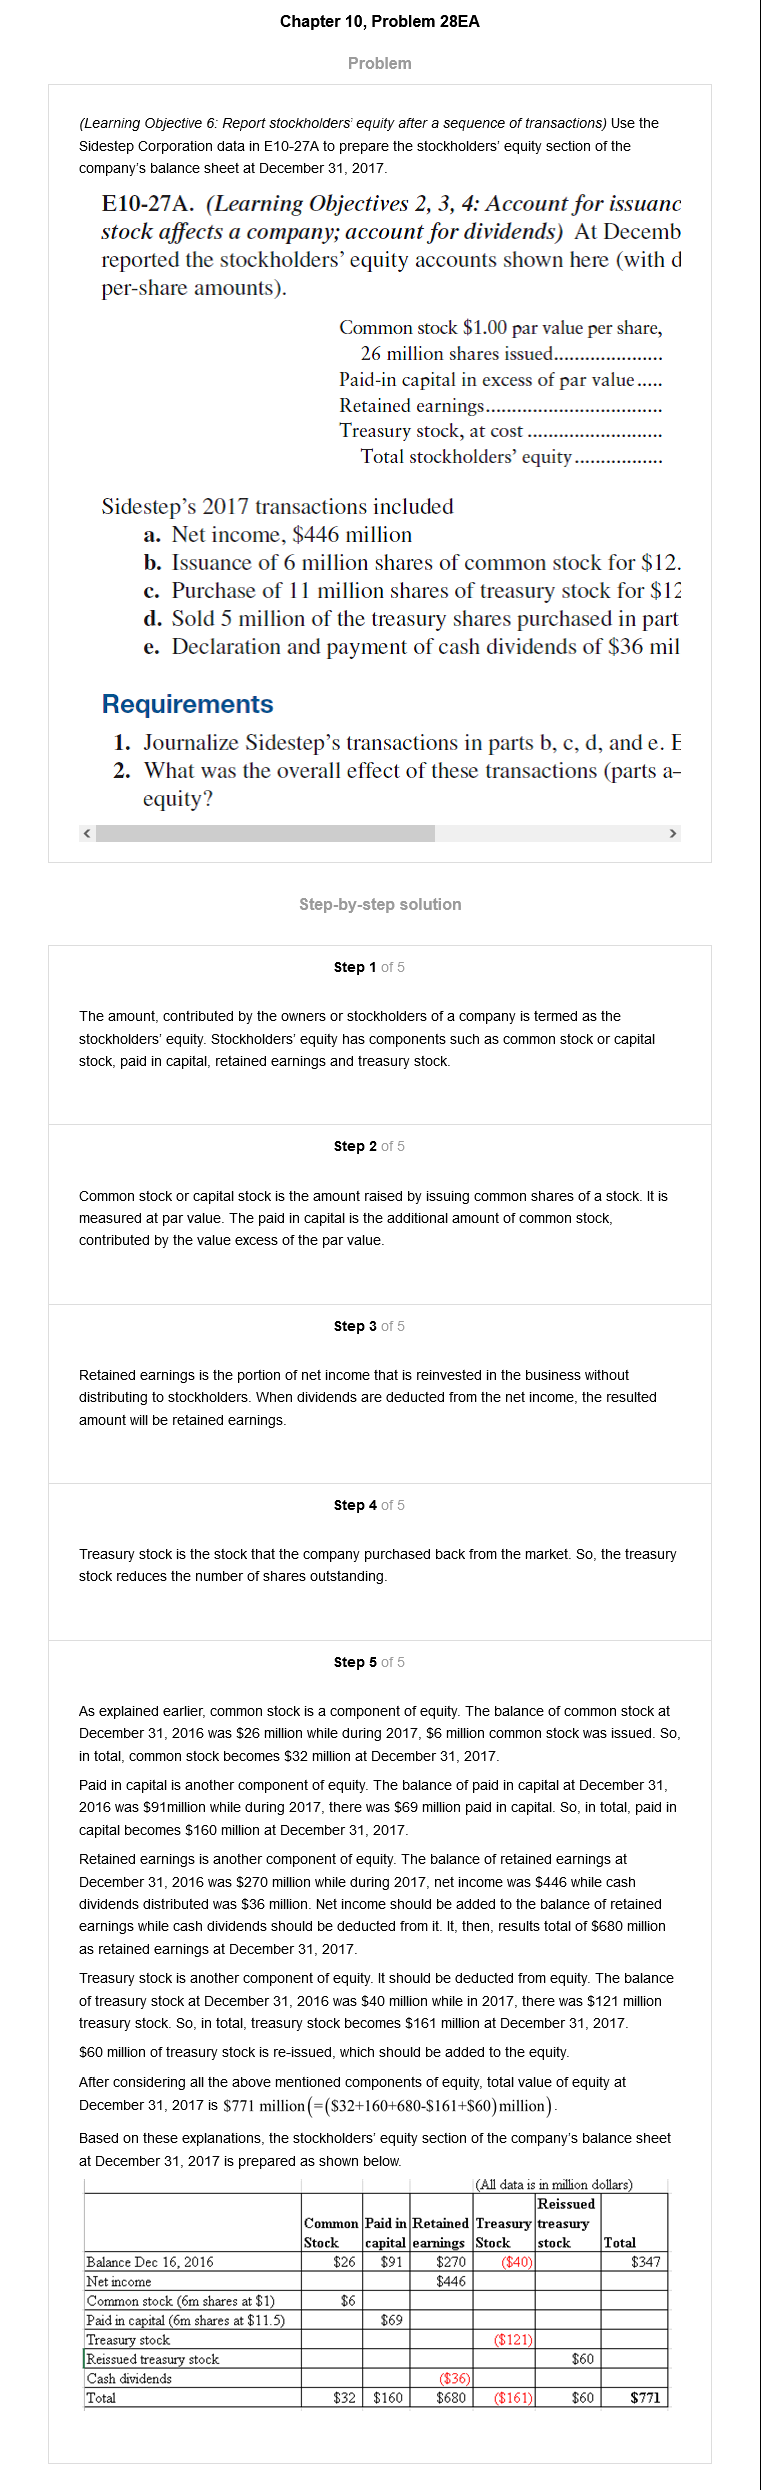 Chapter 10, Problem 28EA
Problem
(Learning Objective 6: Report stockholders' equity after a sequence of transactions) Use the
Sidestep Corporation data in E10-27A to prepare the stockholders' equity section of the
company's balance sheet at December 31, 2017.
E10-27A. (Learning Objectives 2, 3, 4: Account for issuanc
stock affects a company; account for dividends) At Decemb
reported the stockholders' equity accounts shown here (with d
per-share amounts).
Common stock $1.00 par value per share,
26 million shares issued.....................
Paid-in capital in excess of par value.....
Retained earnings..................................
Treasury stock, at cost ..........................
Total stockholders' equity.................
Sidestep's 2017 transactions included
a. Net income, $446 million
b. Issuance of 6 million shares of common stock for $12.
c. Purchase of 11 million shares of treasury stock for $12
d. Sold 5 million of the treasury shares purchased in part
e. Declaration and payment of cash dividends of $36 mil
Requirements
1. Journalize Sidestep's transactions in parts b, c, d, and e. E
2. What was the overall effect of these transactions (parts a–
equity?
Step-by-step solution
Step 1 of 5
The amount, contributed by the owners or stockholders of a company is termed as the
stockholders' equity. Stockholders' equity has components such as common stock or capital
stock, paid in capital, retained earnings and treasury stock.
Step 2 of 5
Common stock or capital stock is the amount raised by issuing common shares of a stock. It is
measured at par value. The paid in capital is the additional amount of common stock,
contributed by the value excess of the par value.
Step 3 of 5
Retained earnings is the portion of net income that is reinvested in the business without
distributing to stockholders. When dividends are deducted from the net income, the resulted
amount will be retained earnings.
Step 4 of 5
Treasury stock is the stock that the company purchased back from the market. So, the treasury
stock reduces the number of shares outstanding.
Step 5 of 5
As explained earlier, common stock is a component of equity. The balance of common stock at
December 31, 2016 was $26 million while during 2017, $6 million common stock was issued. So,
in total, common stock becomes $32 million at December 31, 2017.
Paid in capital is another component of equity. The balance of paid in capital at December 31,
2016 was $91million while during 2017, there was $69 million paid in capital. So, in total, paid in
capital becomes $160 million at December 31, 2017.
Retained earnings is another component of equity. The balance of retained earnings at
December 31, 2016 was $270 million while during 2017, net income was $446 while cash
dividends distributed was $36 million. Net income should be added to the balance of retained
earnings while cash dividends should be deducted from it. It, then, results total of $680 million
as retained earnings at December 31, 2017.
Treasury stock is another component of equity. It should be deducted from equity. The balance
of treasury stock at December 31, 2016 was $40 million while in 2017, there was $121 million
treasury stock. So, in total, treasury stock becomes $161 million at December 31, 2017.
$60 million of treasury stock is re-issued, which should be added to the equity.
After considering all the above mentioned components of equity, total value of equity at
December 31, 2017 is $771 million(=($32+160+680-$161+$60)million).
Based on these explanations, the stockholders' equity section of the company's balance sheet
at December 31, 2017 is prepared as shown below.
(All data is in million dollars)
Reissued
Common Paid in Retained Treasury treasury
Stock capital earnings Stock stock Total
Balance Dec 16, 2016 $26 $91 $270 ($40) $347
Net income $446
Common stock (6m shares at $1) $6
Paid in capital (6m shares at $11.5) $69
Treasury stock ($121)
Reissued treasury stock $60
Cash dividends ($36)
Total $32 $160 $680 ($161) $60 $771